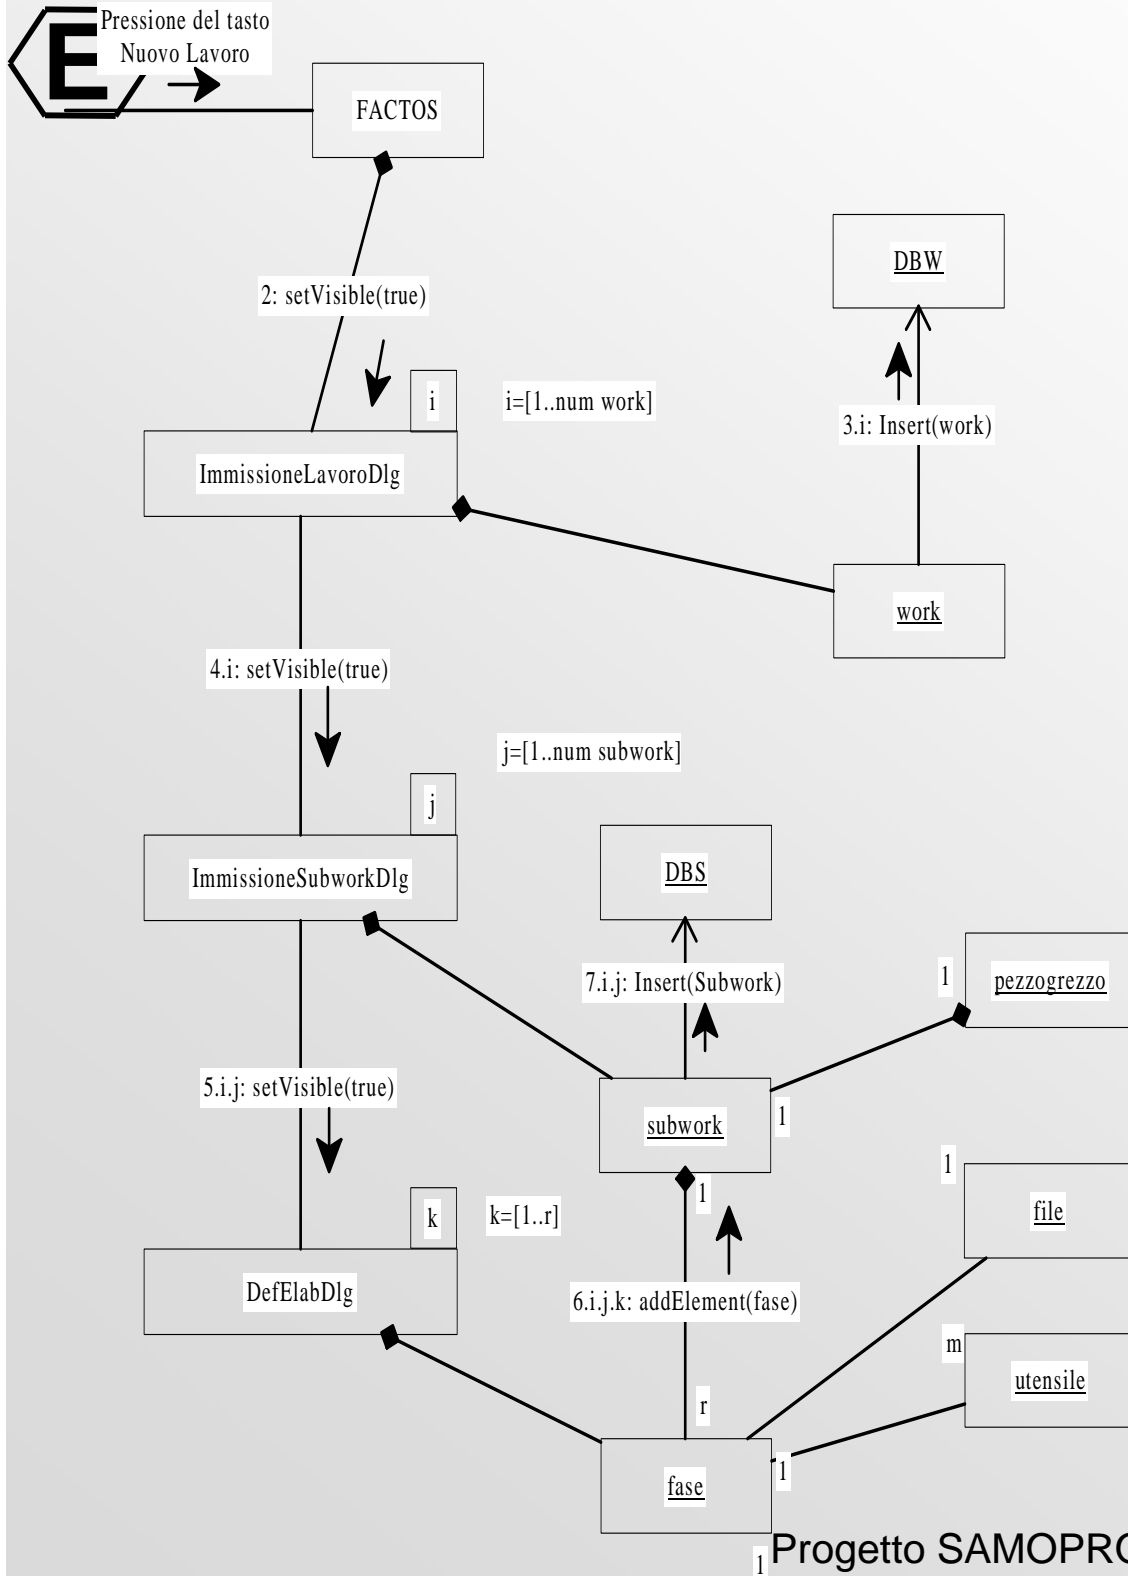 E
Pressione del tasto
Nuovo Lavoro
FACTOS
DBW
2: setVisible(true)
i
i=[1..num work]
3.i: Insert(work)
ImmissioneLavoroDlg
work
4.i: setVisible(true)
j=[1..num subwork]
j
ImmissioneSubworkDlg
DBS
1
pezzogrezzo
7.i.j: Insert(Subwork)
5.i.j: setVisible(true)
subwork
1
1
1
file
k
k=[1..r]
DefElabDlg
6.i.j.k: addElement(fase)
m
utensile
r
fase
1
1
Progetto SAMOPRO